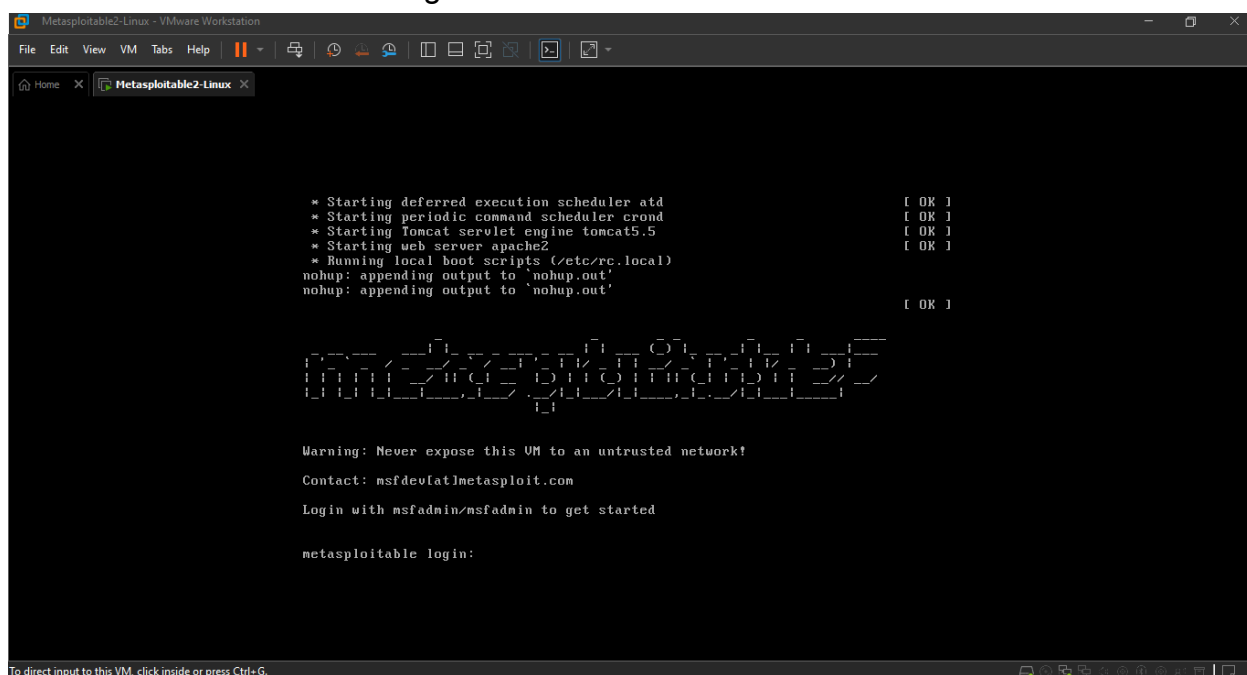 Metasploitable2-Linux - VMware Workstation
File Edit View VM Tabs Help
Home Metasploitable2-Linux
* Starting deferred execution scheduler atd [ OK ]
* Starting periodic command scheduler crond [ OK ]
* Starting Tomcat servlet engine tomcat5.5 [ OK ]
* Starting web server apache2 [ OK ]
* Running local boot scripts (/etc/rc.local)
nohup: appending output to `nohup.out'
nohup: appending output to `nohup.out'
[ OK ]
metasploitable2
Warning: Never expose this VM to an untrusted network!
Contact: msfdev[at]metasploit.com
Login with msfadmin/msfadmin to get started
metasploitable login:
To direct input to this VM, click inside or press Ctrl+G.